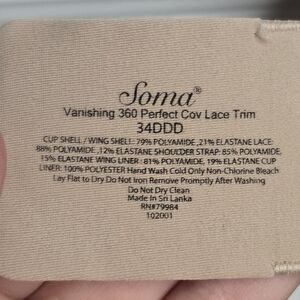 Soma®
Vanishing 360 Perfect Cov Lace Trim
34DDD
CUP SHELL / WING SHELL: 79% POLYAMIDE, 21% ELASTANE LACE:
88% POLYAMIDE, 12% ELASTANE SHOULDER STRAP: 85% POLYAMIDE,
15% ELASTANE WING LINER: 81% POLYAMIDE, 19% ELASTANE CUP
LINER: 100% POLYESTER Hand Wash Cold Only Non-Chlorine Bleach
Lay Flat to Dry Do Not Iron Remove Promptly After Washing
Do Not Dry Clean
Made In Sri Lanka
RN#79984
102001